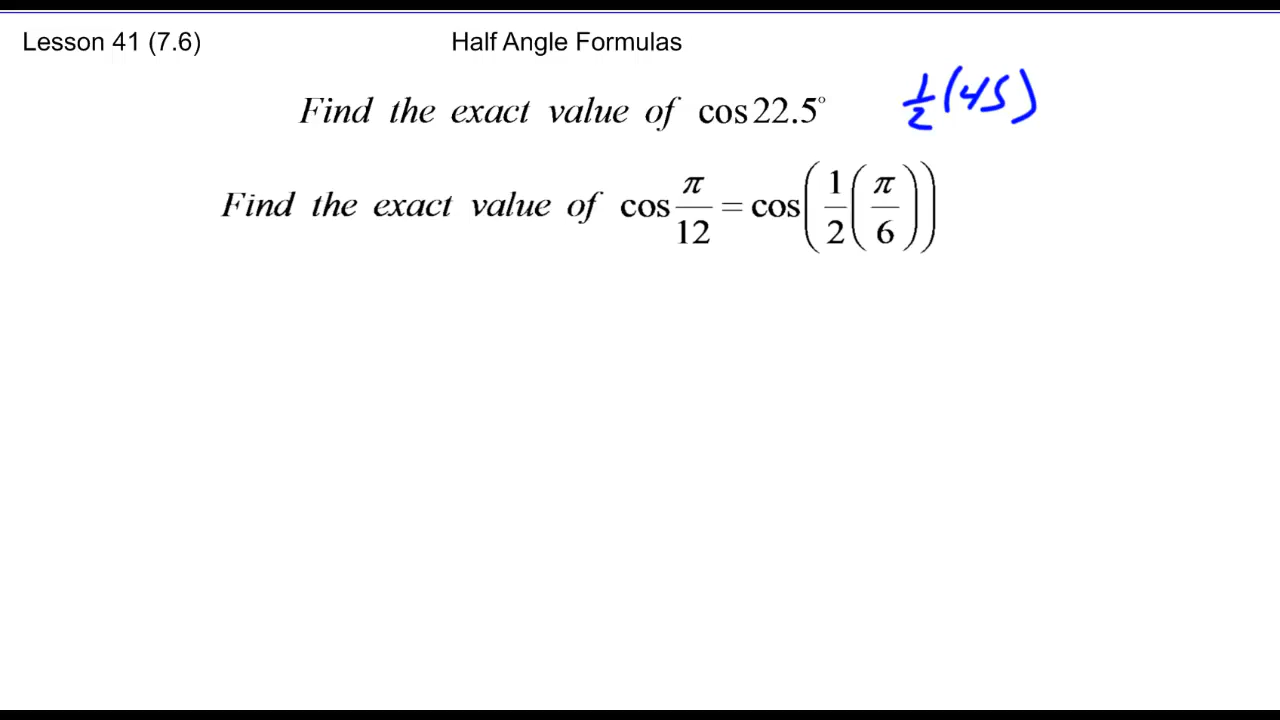 Lesson 41 (7.6) Half Angle Formulas
Find the exact value of cos 22.5° ½(45)
Find the exact value of cos π/12 = cos(1/2(π/6))